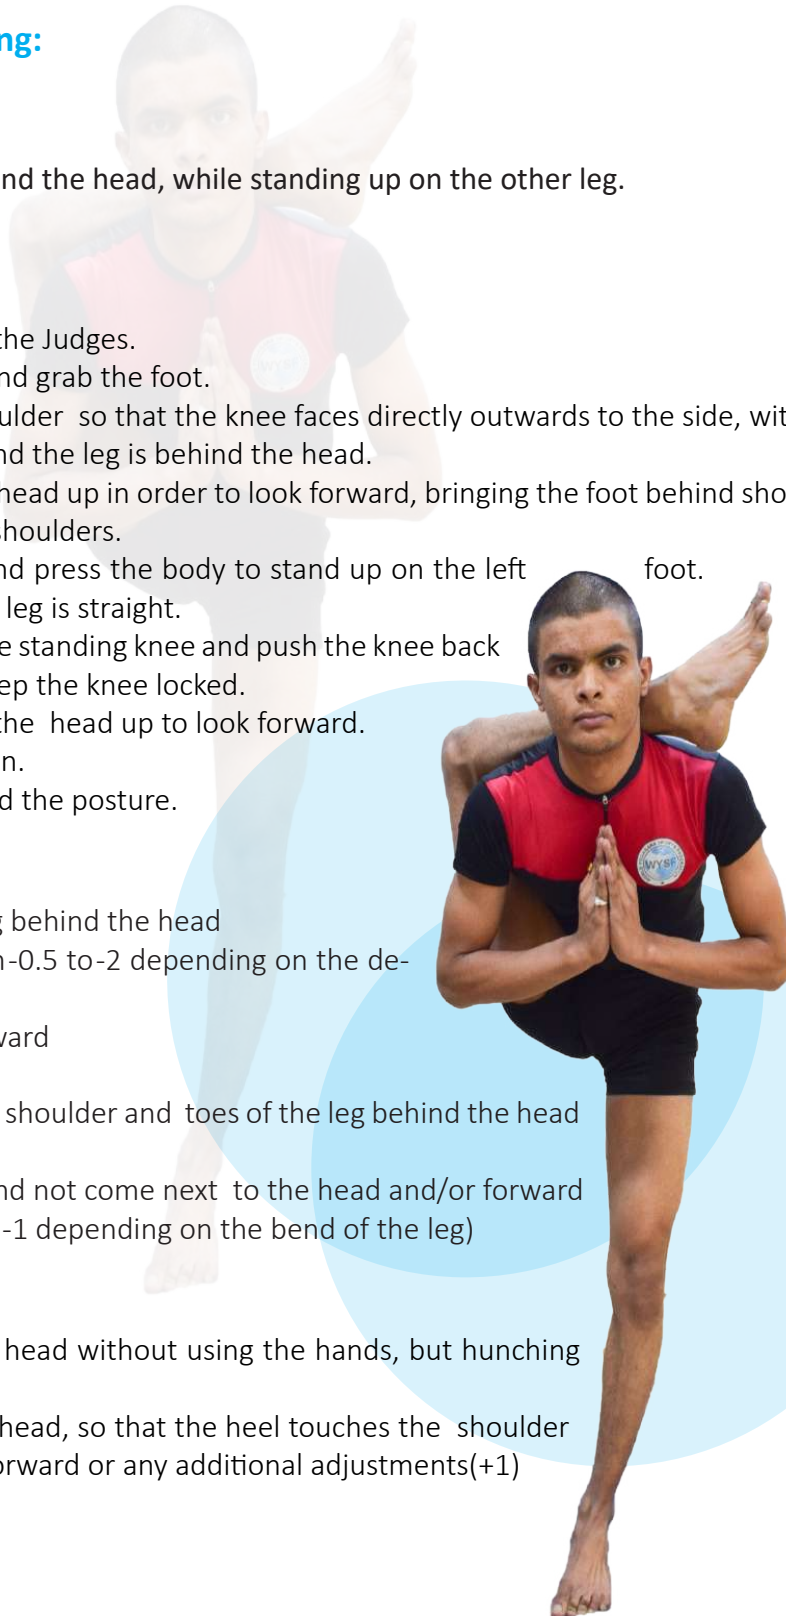 ng:
nd the head, while standing up on the other leg.
the Judges.
nd grab the foot.
ulder so that the knee faces directly outwards to the side, wit
nd the leg is behind the head.
head up in order to look forward, bringing the foot behind sho
shoulders.
nd press the body to stand up on the left foot.
leg is straight.
e standing knee and push the knee back
ep the knee locked.
the head up to look forward.
n.
d the posture.
g behind the head
n-0.5 to-2 depending on the de-
ward
shoulder and toes of the leg behind the head
nd not come next to the head and/or forward
-1 depending on the bend of the leg)
head without using the hands, but hunching
head, so that the heel touches the shoulder
orward or any additional adjustments(+1)
WYSF